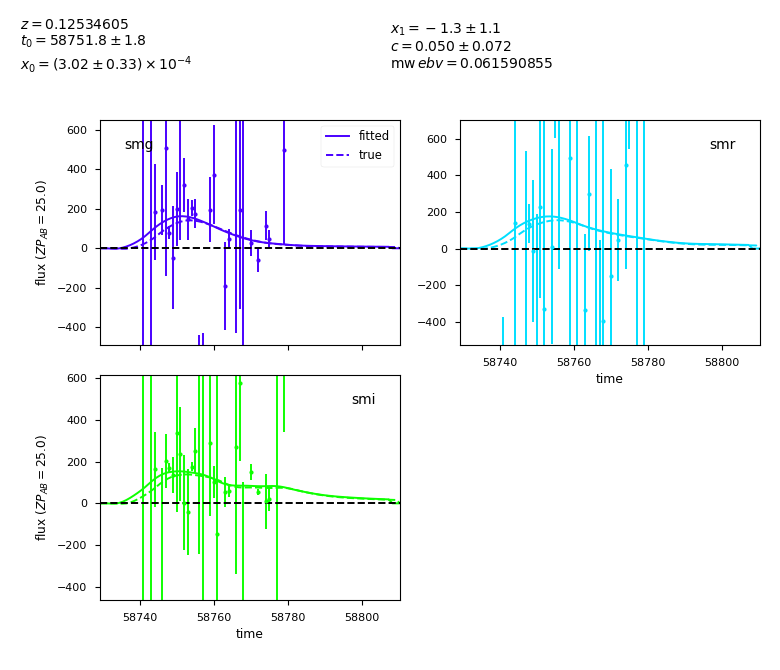 z = 0.12534605
t₀ = 58751.8 ± 1.8
x₀ = (3.02 ± 0.33) × 10⁻⁴
x₁ = −1.3 ± 1.1
c = 0.050 ± 0.072
mw ebv = 0.061590855
smg
fitted
true
600
400
200
0
−200
−400
flux (ZP_AB = 25.0)
smr
600
400
200
0
−200
−400
58740 58760 58780 58800
time
smi
600
400
200
0
−200
−400
flux (ZP_AB = 25.0)
58740 58760 58780 58800
time